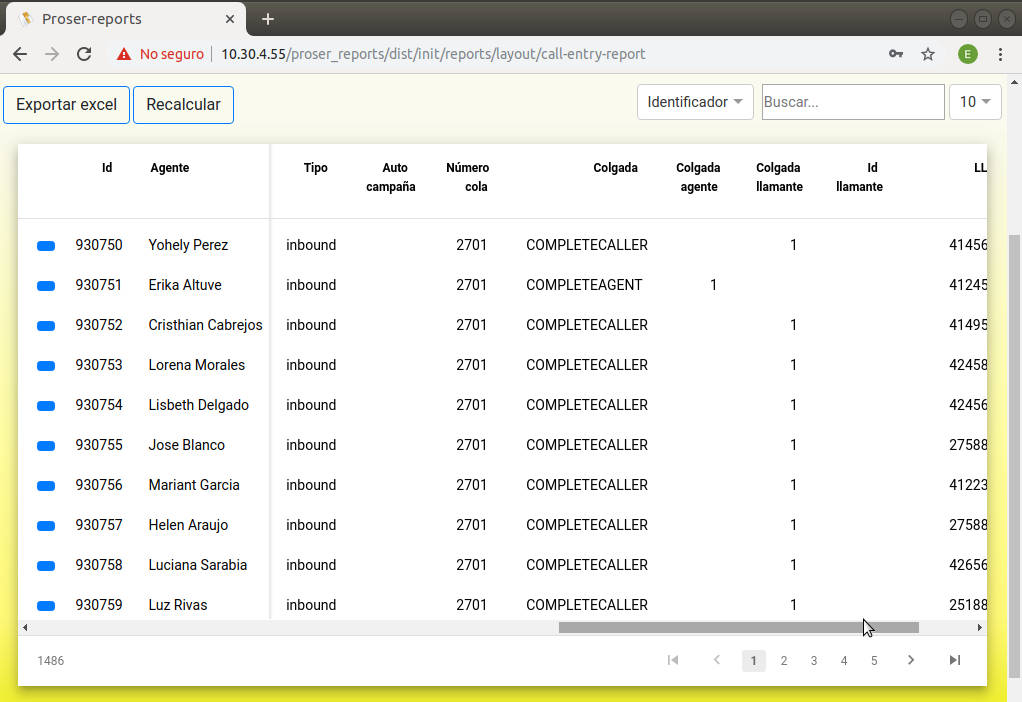 Proser-reports
No seguro 10.30.4.55/proser_reports/dist/init/reports/layout/call-entry-report E
Exportar excel Recalcular Identificador Buscar... 10
Id Agente Tipo Auto campaña Número cola Colgada Colgada agente Colgada llamante Id llamante LL
930750 Yohely Perez inbound 2701 COMPLETECALLER 1 41456
930751 Erika Altuve inbound 2701 COMPLETEAGENT 1 41245
930752 Cristhian Cabrejos inbound 2701 COMPLETECALLER 1 41495
930753 Lorena Morales inbound 2701 COMPLETECALLER 1 42458
930754 Lisbeth Delgado inbound 2701 COMPLETECALLER 1 42456
930755 Jose Blanco inbound 2701 COMPLETECALLER 1 27588
930756 Mariant Garcia inbound 2701 COMPLETECALLER 1 41223
930757 Helen Araujo inbound 2701 COMPLETECALLER 1 27588
930758 Luciana Sarabia inbound 2701 COMPLETECALLER 1 42656
930759 Luz Rivas inbound 2701 COMPLETECALLER 1 25188
1486 1 2 3 4 5